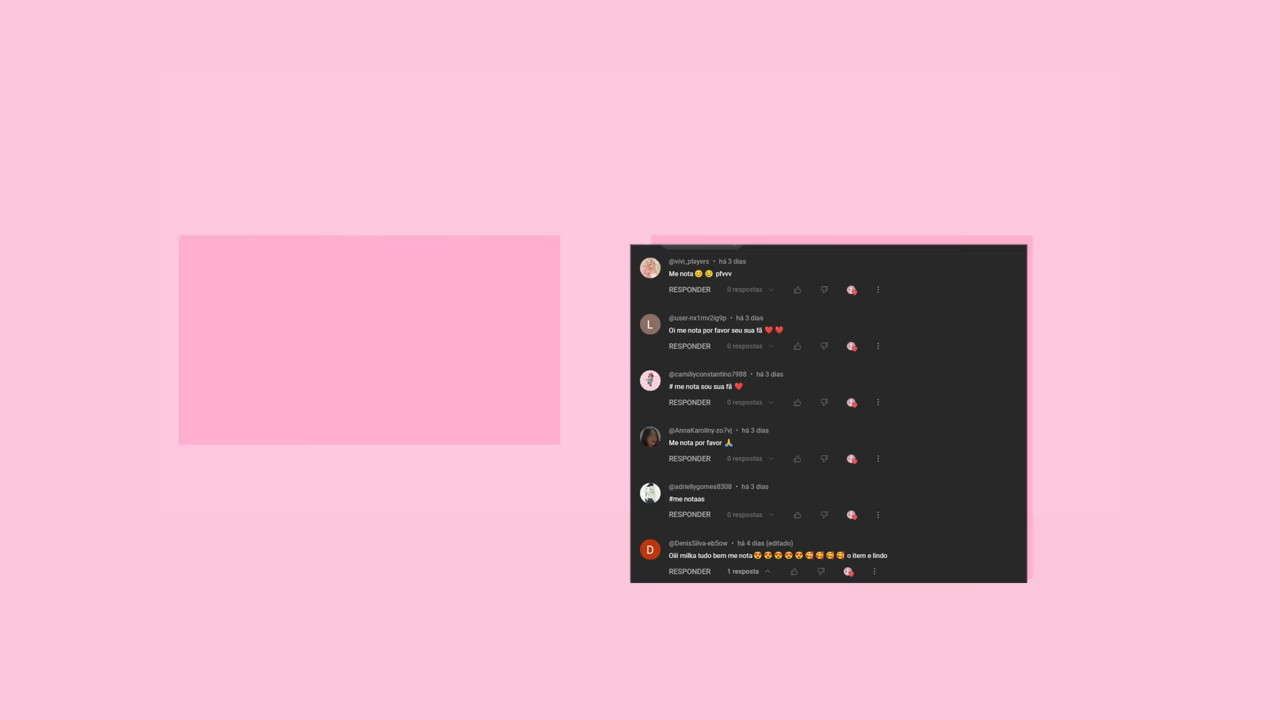 @vivi_players • há 3 dias
Me nota😊😢 pfvvv
RESPONDER 0 respostas
@user-nx1mv2ig9p • há 3 dias
Oi me nota por favor seu sua fã ❤️❤️
RESPONDER 0 respostas
@camillyconstantino7988 • há 3 dias
# me nota sou sua fã ❤️
RESPONDER 0 respostas
@AnnaKaroliny-zo7vj • há 3 dias
Me nota por favor 🙏
RESPONDER 0 respostas
@adriellygomes8308 • há 3 dias
#me notaas
RESPONDER 0 respostas
@DenisSilva-eb5ow • há 4 dias (editado)
Oiii milka tudo bem me nota😍😍😍😍😍🥰🥰🥰🥰 o item e lindo
RESPONDER 1 resposta
L
D